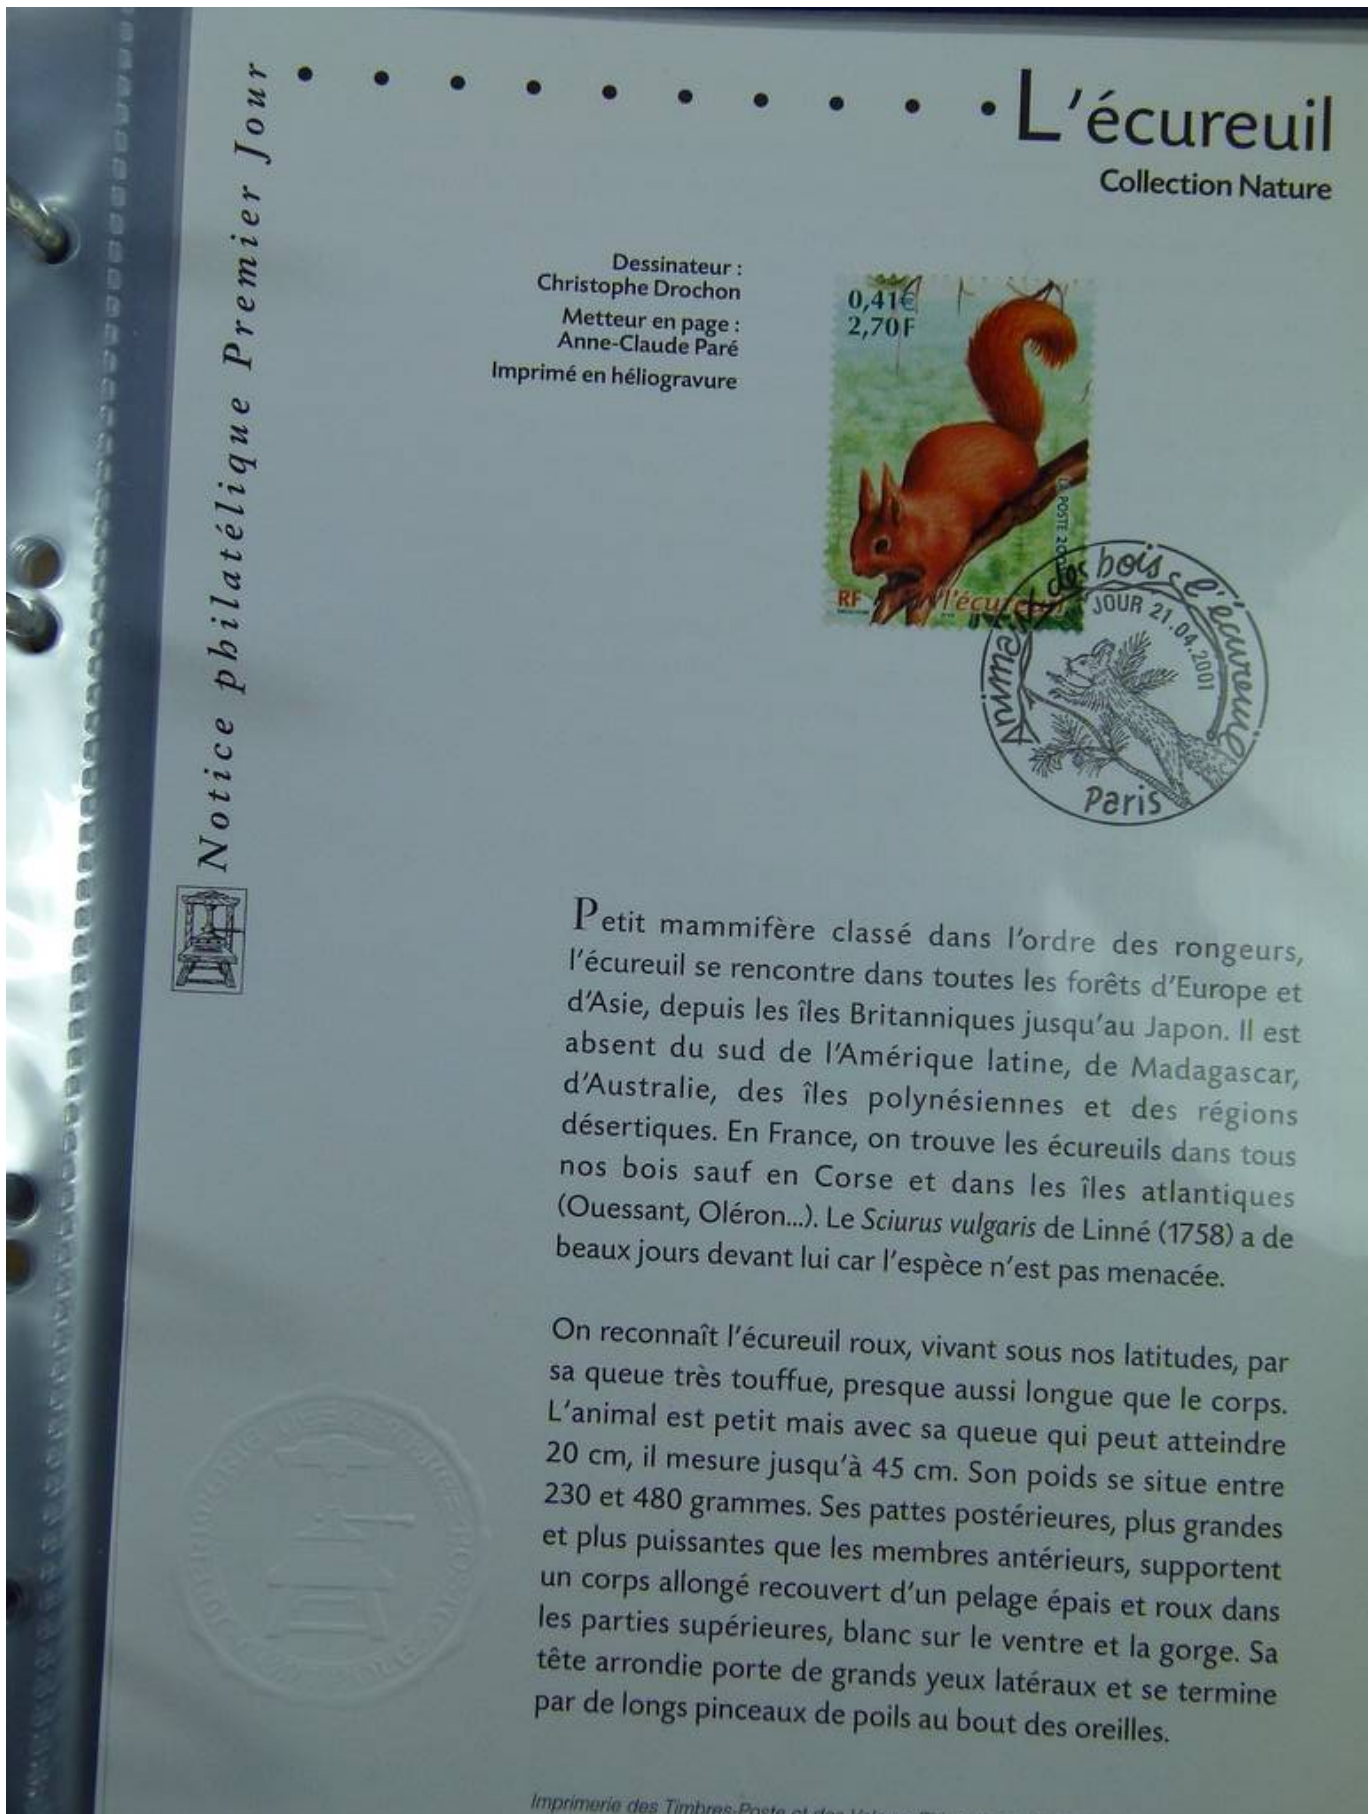 L'écureuil
Collection Nature
Notice philatélique Premier Jour
Dessinateur :
Christophe Drochon
Metteur en page :
Anne-Claude Paré
Imprimé en héliogravure
0,41€
2,70F
LA POSTE
RF
l'écureuil
des bois l'écureuil
JOUR 21.04.2001
Paris
Petit mammifère classé dans l'ordre des rongeurs,
l'écureuil se rencontre dans toutes les forêts d'Europe et
d'Asie, depuis les îles Britanniques jusqu'au Japon. Il est
absent du sud de l'Amérique latine, de Madagascar,
d'Australie, des îles polynésiennes et des régions
désertiques. En France, on trouve les écureuils dans tous
nos bois sauf en Corse et dans les îles atlantiques
(Ouessant, Oléron...). Le Sciurus vulgaris de Linné (1758) a de
beaux jours devant lui car l'espèce n'est pas menacée.
On reconnaît l'écureuil roux, vivant sous nos latitudes, par
sa queue très touffue, presque aussi longue que le corps.
L'animal est petit mais avec sa queue qui peut atteindre
20 cm, il mesure jusqu'à 45 cm. Son poids se situe entre
230 et 480 grammes. Ses pattes postérieures, plus grandes
et plus puissantes que les membres antérieurs, supportent
un corps allongé recouvert d'un pelage épais et roux dans
les parties supérieures, blanc sur le ventre et la gorge. Sa
tête arrondie porte de grands yeux latéraux et se termine
par de longs pinceaux de poils au bout des oreilles.
Imprimerie des Timbres-Poste et des